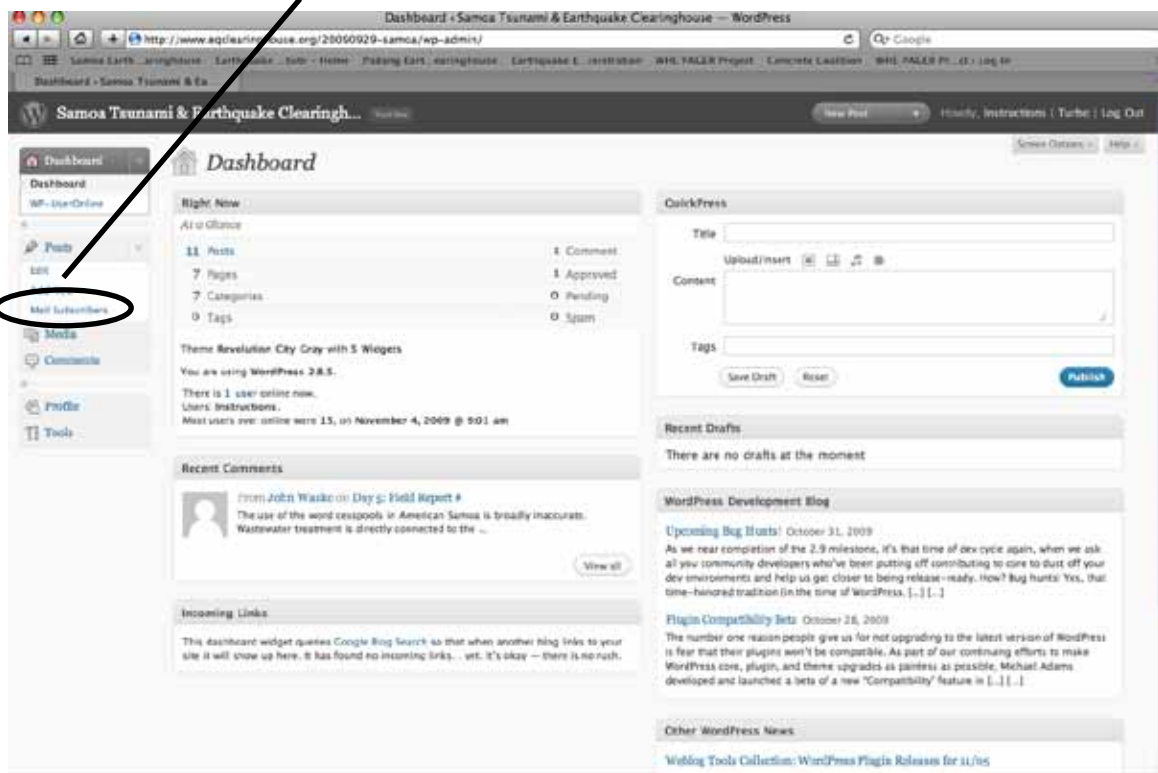 Dashboard ‹ Samoa Tsunami & Earthquake Clearinghouse — WordPress
http://www.eqclearinghouse.org/20090929-samoa/wp-admin/
Google
Dashboard ‹ Samoa Tsunami & Ea
Samoa Tsunami & Earthquake Clearingh...
New Post
Howdy, Instructions | Turbo | Log Out
Screen Options
Help
Dashboard
Dashboard
WP-UserOnline
Posts
Edit
Mail Subscribers
Media
Comments
Profile
Tools
Dashboard
Right Now
At a Glance
11 Posts
1 Comment
7 Pages
1 Approved
7 Categories
0 Pending
0 Tags
0 Spam
Theme Revolution City Gray with 5 Widgets
You are using WordPress 2.8.5.
There is 1 user online now.
Users: Instructions.
Most users ever online were 15, on November 4, 2009 @ 5:01 am
Recent Comments
From John Wasko on Day 5: Field Report #
The use of the word cesspools in American Samoa is broadly inaccurate.
Wastewater treatment is directly connected to the ...
View all
Incoming Links
This dashboard widget queries Google Blog Search so that when another blog links to your
site it will show up here. It has found no incoming links... yet. It's okay — there is no rush.
QuickPress
Title
Upload/Insert
Content
Tags
Save Draft
Reset
Publish
Recent Drafts
There are no drafts at the moment
WordPress Development Blog
Upcoming Bug Hunts! October 31, 2009
As we near completion of the 2.9 milestone, it's that time of dev cycle again, when we ask
all you community developers who've been putting off contributing to core to dust off your
dev environments and help us get closer to being release-ready. How? Bug hunts! Yes, that
time-honored tradition (in the time of WordPress, [...] [...]
Plugin Compatibility Beta October 28, 2009
The number one reason people give us for not upgrading to the latest version of WordPress
is fear that their plugins won't be compatible. As part of our continuing efforts to make
WordPress core, plugin, and theme upgrades as painless as possible, Michael Adams
developed and launched a beta of a new "Compatibility" feature in [...] [...]
Other WordPress News
Weblog Tools Collection: WordPress Plugin Releases for 11/05